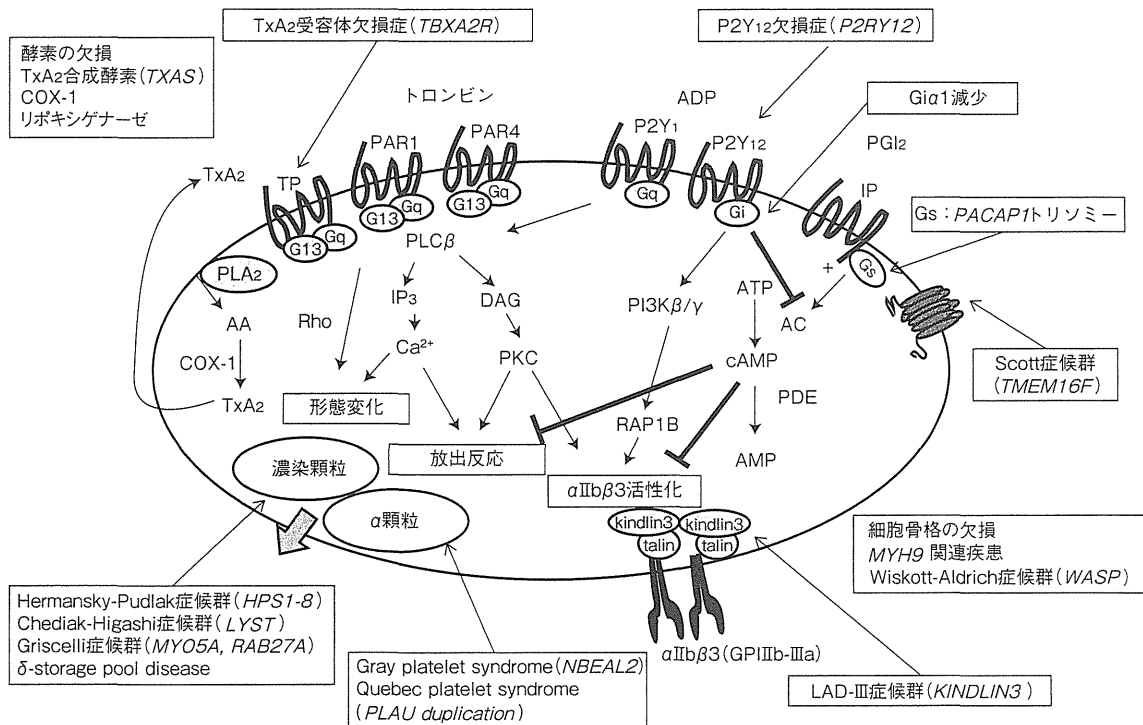 TxA2受容体欠損症(TBXA2R)
P2Y12欠損症(P2RY12)
酵素の欠損
TxA2合成酵素(TXAS)
COX-1
リポキシゲナーゼ
トロンビン
ADP
Giα1減少
PAR1
PAR4
P2Y1
P2Y12
PGI2
TxA2
TP
IP
G13
Gq
G13
Gq
G13
Gq
Gq
Gi
Gs
Gs：PACAP1トリソミー
PLA2
PLCβ
+
AA
Rho
IP3
DAG
PI3Kβ/γ
ATP
AC
COX-1
Ca2+
PKC
cAMP
Scott症候群
(TMEM16F)
TxA2
形態変化
RAP1B
PDE
濃染顆粒
放出反応
AMP
αIIbβ3活性化
α顆粒
kindlin3
kindlin3
talin
talin
細胞骨格の欠損
MYH9 関連疾患
Wiskott-Aldrich症候群(WASP)
Hermansky-Pudlak症候群(HPS1-8)
Chediak-Higashi症候群(LYST)
Griscelli症候群(MYO5A, RAB27A)
δ-storage pool disease
Gray platelet syndrome(NBEAL2)
Quebec platelet syndrome
(PLAU duplication)
αIIbβ3(GPIIb-IIIa)
LAD-III症候群(KINDLIN3)